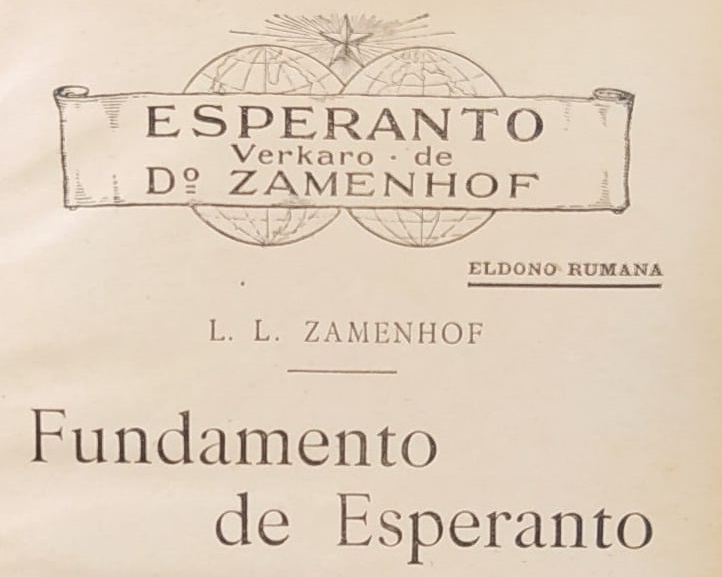 ESPERANTO
Verkaro · de
Dº ZAMENHOF
ELDONO RUMANA
L. L. ZAMENHOF
Fundamento
de Esperanto